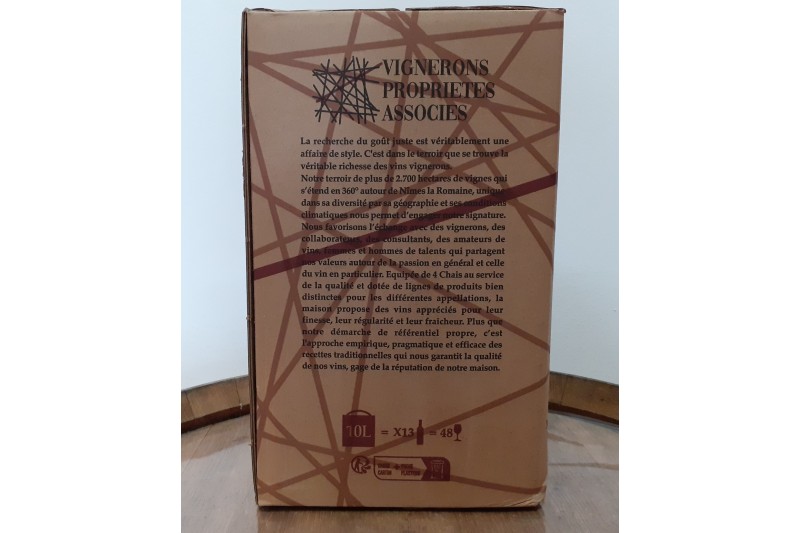 VIGNERONS
PROPRIETES
ASSOCIES
La recherche du goût juste est véritablement une
affaire de style. C'est dans le terroir que se trouve la
véritable richesse des vins vignerons.
Notre terroir de plus de 2.700 hectares de vignes qui
s'étend en 360° autour de Nîmes la Romaine, unique
dans sa diversité par sa géographie et ses conditions
climatiques nous permet d'engager notre signature.
Nous favorisons l'échange avec des vignerons, des
collaborateurs, des consultants, des amateurs de
vins, femmes et hommes de talents qui partagent
nos valeurs autour de la passion en général et celle
du vin en particulier. Equipée de 4 Chais au service
de la qualité et dotée de lignes de produits bien
distinctes pour les différentes appellations, la
maison propose des vins appréciés pour leur
finesse, leur régularité et leur fraicheur. Plus que
notre démarche de référentiel propre, c'est
l'approche empirique, pragmatique et efficace des
recettes traditionnelles qui nous garantit la qualité
de nos vins, gage de la réputation de notre maison.
10L = X13 = 48